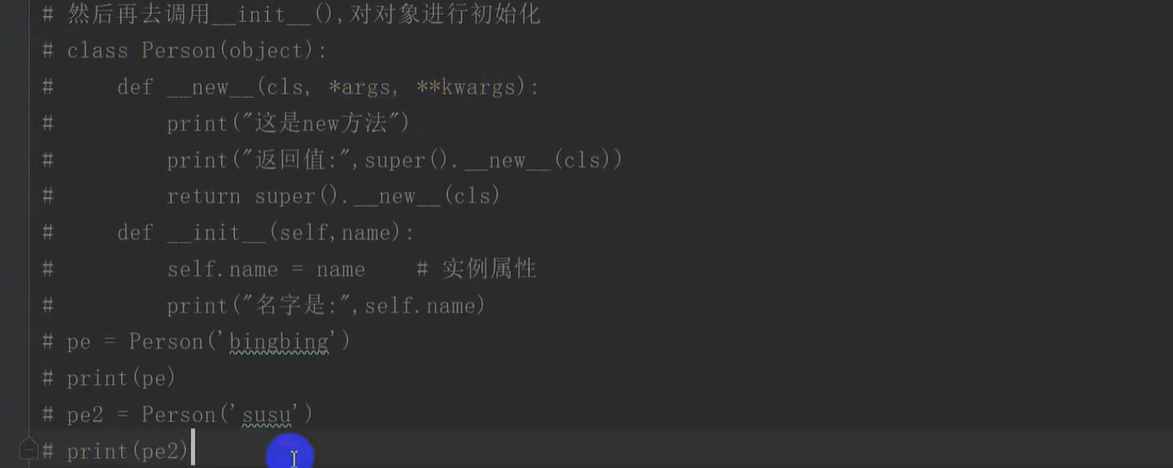 # 然后再去调用__init__(),对对象进行初始化
# class Person(object):
#     def __new__(cls, *args, **kwargs):
#         print("这是new方法")
#         print("返回值:",super().__new__(cls))
#         return super().__new__(cls)
#     def __init__(self,name):
#         self.name = name    # 实例属性
#         print("名字是:",self.name)
# pe = Person('bingbing')
# print(pe)
# pe2 = Person('susu')
# print(pe2)